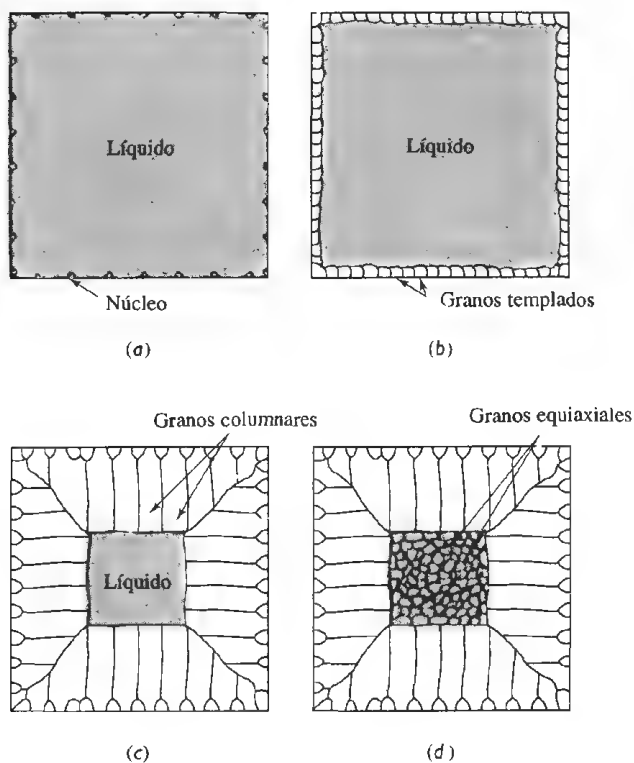 Líquido
Líquido
Núcleo
Granos templados
(a)
(b)
Granos columnares
Granos equiaxiales
Líquido
(c)
(d)